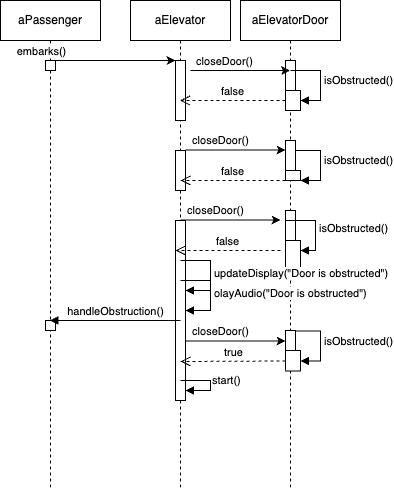 aPassenger
aElevator
aElevatorDoor
embarks()
closeDoor()
isObstructed()
false
closeDoor()
isObstructed()
false
closeDoor()
isObstructed()
false
updateDisplay("Door is obstructed")
olayAudio("Door is obstructed")
handleObstruction()
closeDoor()
isObstructed()
true
start()